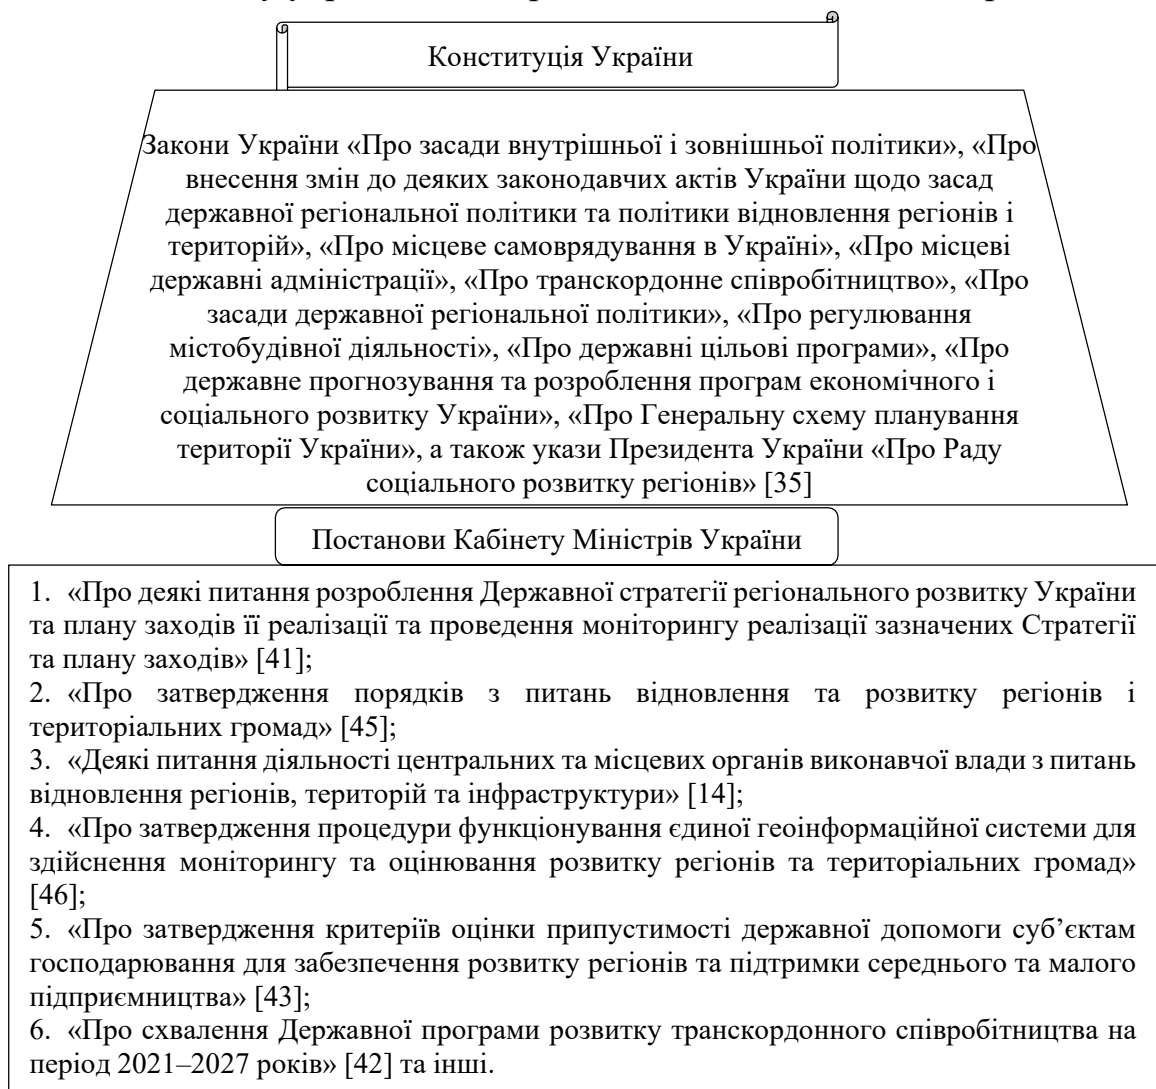 Конституція України
Закони України «Про засади внутрішньої і зовнішньої політики», «Про
внесення змін до деяких законодавчих актів України щодо засад
державної регіональної політики та політики відновлення регіонів і
територій», «Про місцеве самоврядування в Україні», «Про місцеві
державні адміністрації», «Про транскордонне співробітництво», «Про
засади державної регіональної політики», «Про регулювання
містобудівної діяльності», «Про державні цільові програми», «Про
державне прогнозування та розроблення програм економічного і
соціального розвитку України», «Про Генеральну схему планування
території України», а також укази Президента України «Про Раду
соціального розвитку регіонів» [35]
Постанови Кабінету Міністрів України
1. «Про деякі питання розроблення Державної стратегії регіонального розвитку України
та плану заходів її реалізації та проведення моніторингу реалізації зазначених Стратегії
та плану заходів» [41];
2. «Про затвердження порядків з питань відновлення та розвитку регіонів і
територіальних громад» [45];
3. «Деякі питання діяльності центральних та місцевих органів виконавчої влади з питань
відновлення регіонів, територій та інфраструктури» [14];
4. «Про затвердження процедури функціонування єдиної геоінформаційної системи для
здійснення моніторингу та оцінювання розвитку регіонів та територіальних громад»
[46];
5. «Про затвердження критеріїв оцінки припустимості державної допомоги суб’єктам
господарювання для забезпечення розвитку регіонів та підтримки середнього та малого
підприємництва» [43];
6. «Про схвалення Державної програми розвитку транскордонного співробітництва на
період 2021–2027 років» [42] та інші.